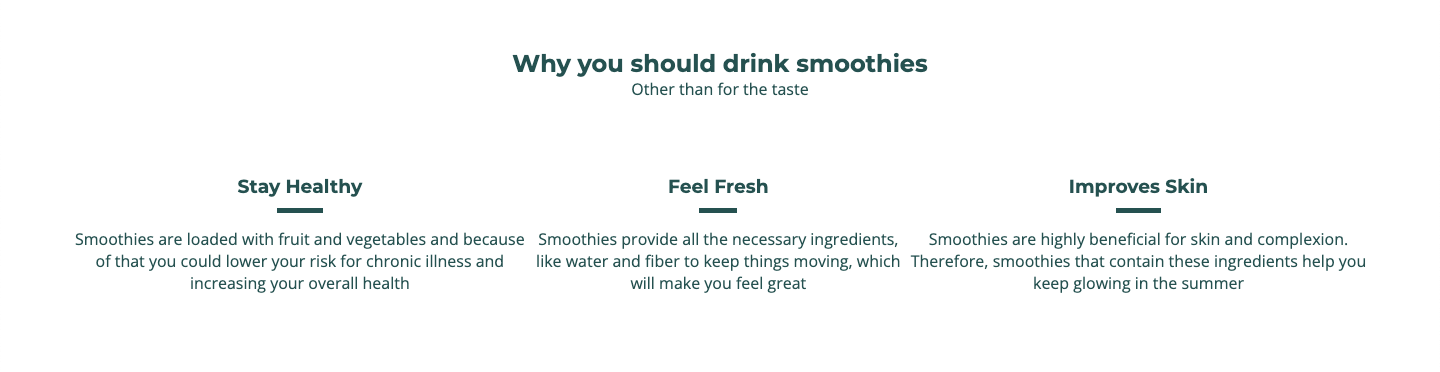 Why you should drink smoothies
Other than for the taste
Stay Healthy
Smoothies are loaded with fruit and vegetables and because
of that you could lower your risk for chronic illness and
increasing your overall health
Feel Fresh
Smoothies provide all the necessary ingredients,
like water and fiber to keep things moving, which
will make you feel great
Improves Skin
Smoothies are highly beneficial for skin and complexion.
Therefore, smoothies that contain these ingredients help you
keep glowing in the summer